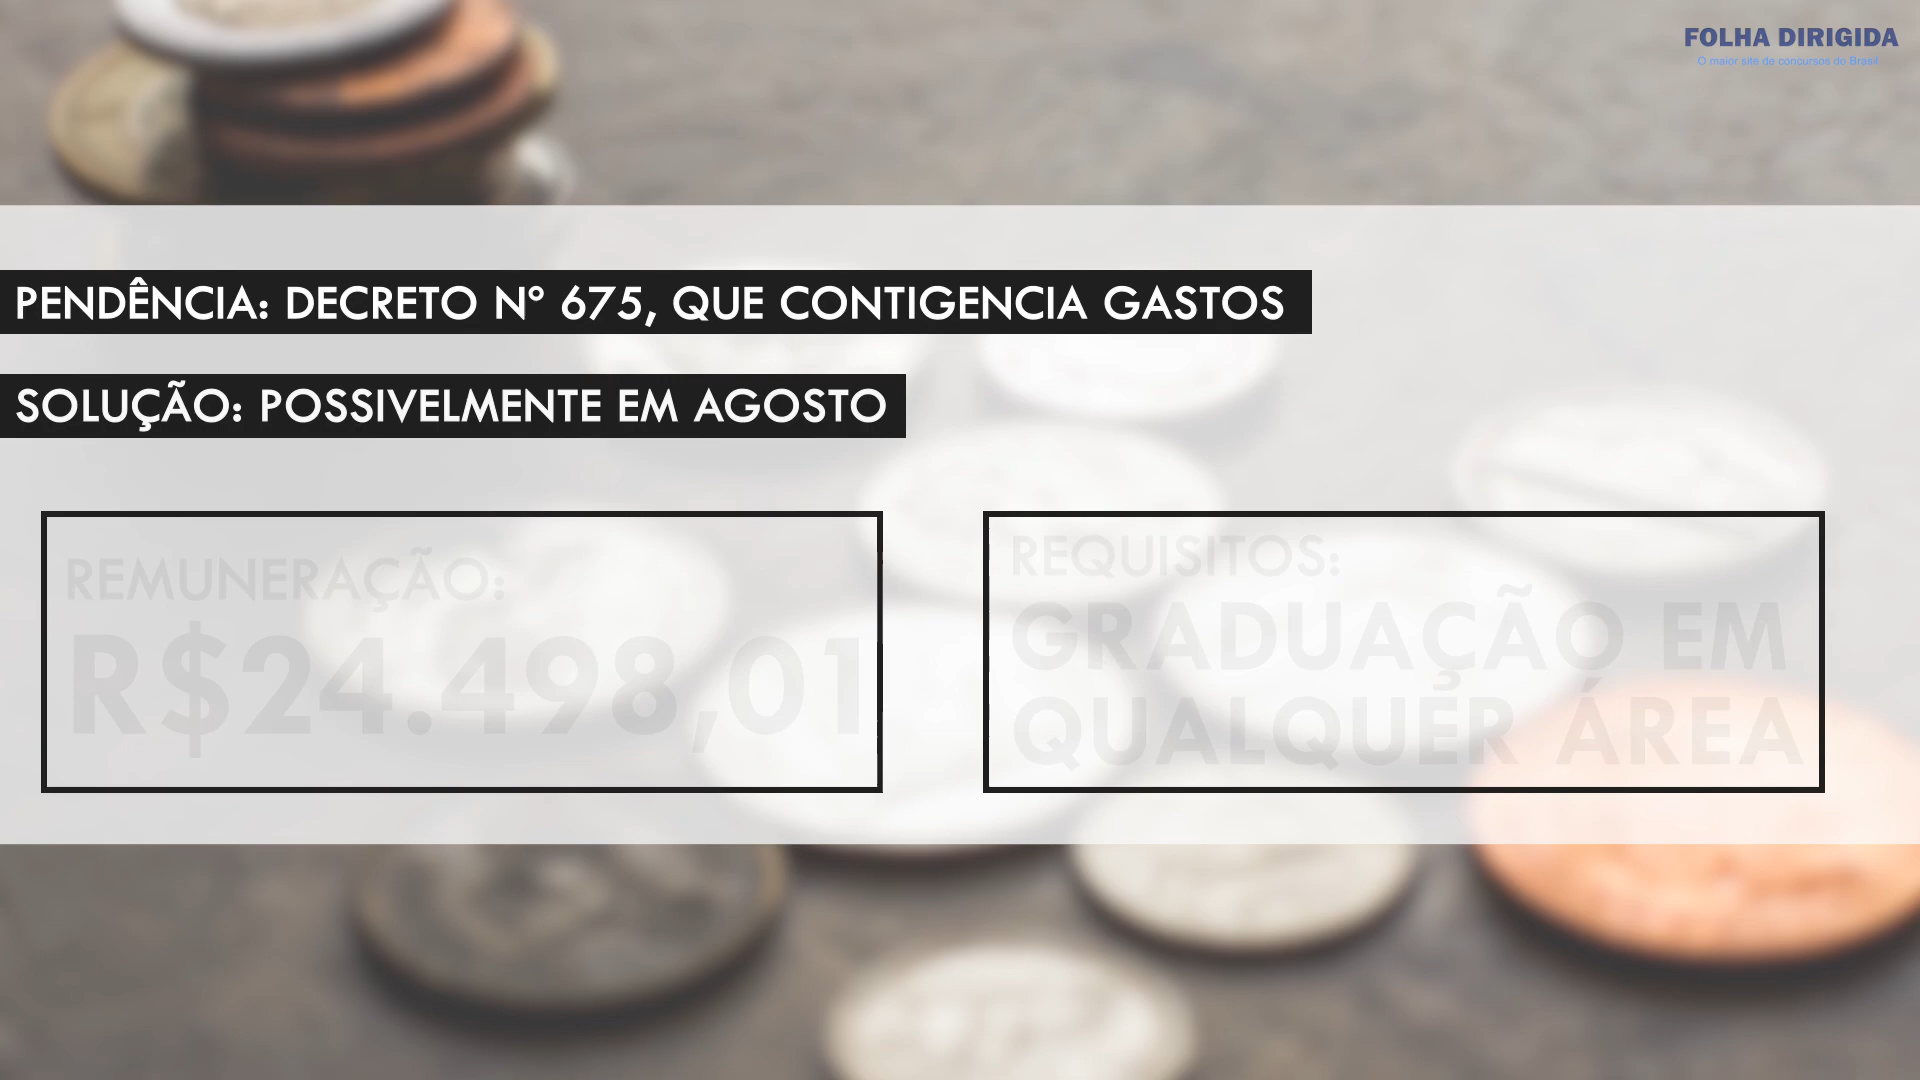 FOLHA DIRIGIDA
O maior site de concursos do Brasil
PENDÊNCIA: DECRETO Nº 675, QUE CONTIGENCIA GASTOS
SOLUÇÃO: POSSIVELMENTE EM AGOSTO
REMUNERAÇÃO:
R$24.498,01
REQUISITOS:
GRADUAÇÃO EM
QUALQUER ÁREA